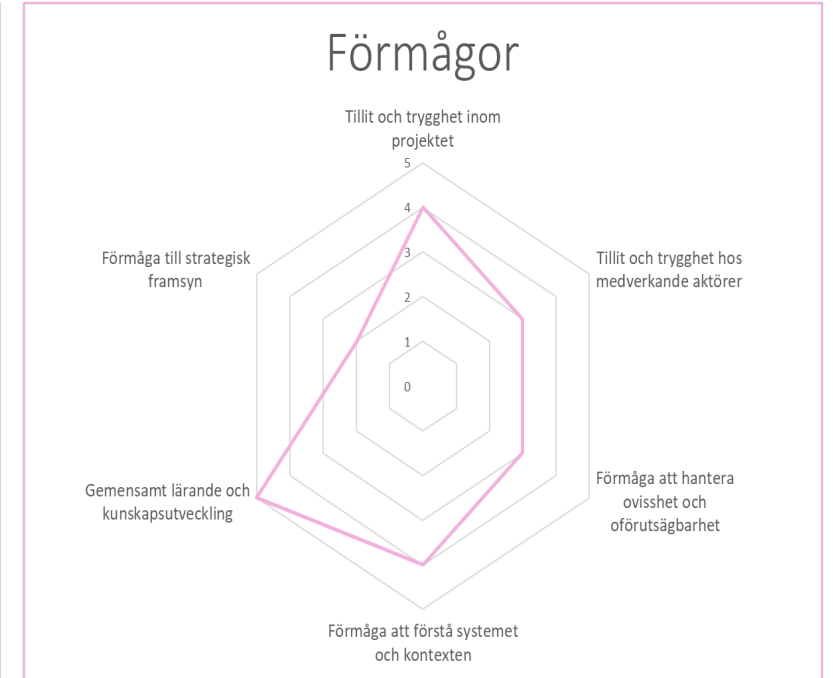 Förmågor
Tillit och trygghet inom
projektet
5
4
3
2
1
0
Tillit och trygghet hos
medverkande aktörer
Förmåga att hantera
ovisshet och
oförutsägbarhet
Förmåga att förstå systemet
och kontexten
Gemensamt lärande och
kunskapsutveckling
Förmåga till strategisk
framsyn